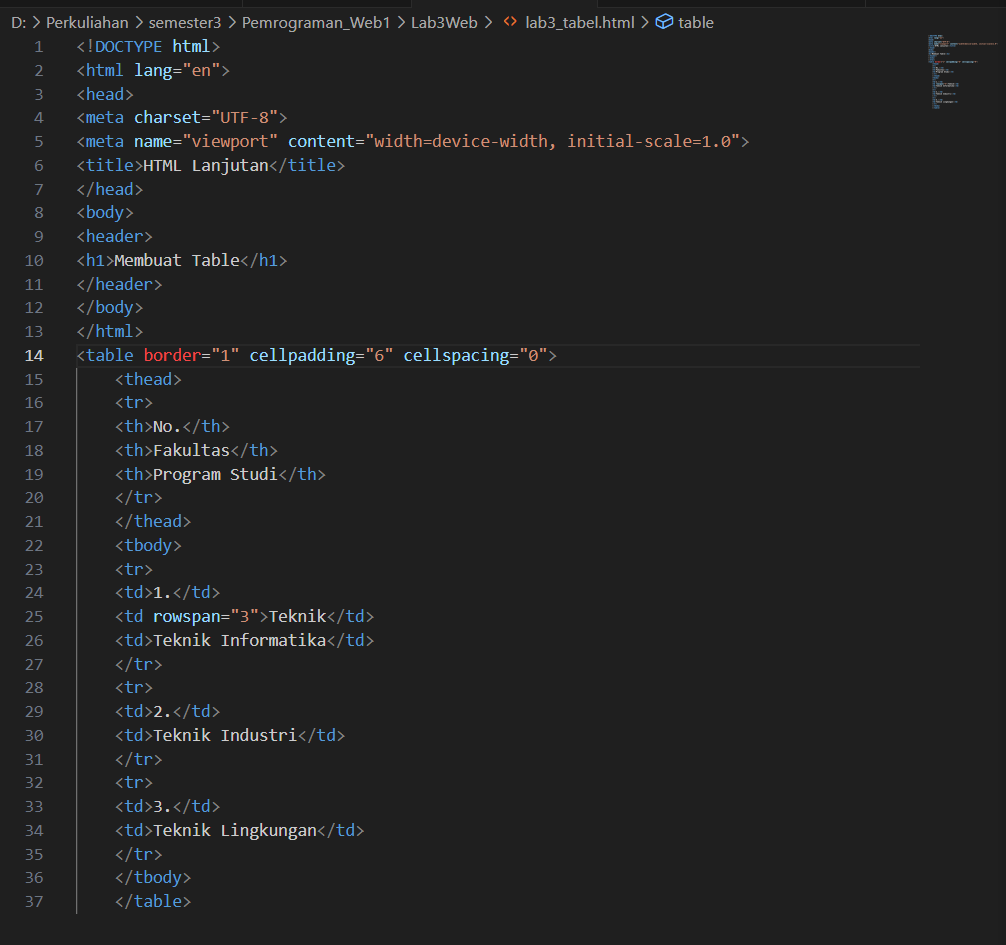 D: > Perkuliahan > semester3 > Pemrograman_Web1 > Lab3Web > <> lab3_tabel.html > table
1 <!DOCTYPE html>
2 <html lang="en">
3 <head>
4 <meta charset="UTF-8">
5 <meta name="viewport" content="width=device-width, initial-scale=1.0">
6 <title>HTML Lanjutan</title>
7 </head>
8 <body>
9 <header>
10 <h1>Membuat Table</h1>
11 </header>
12 </body>
13 </html>
14 <table border="1" cellpadding="6" cellspacing="0">
15 <thead>
16 <tr>
17 <th>No.</th>
18 <th>Fakultas</th>
19 <th>Program Studi</th>
20 </tr>
21 </thead>
22 <tbody>
23 <tr>
24 <td>1.</td>
25 <td rowspan="3">Teknik</td>
26 <td>Teknik Informatika</td>
27 </tr>
28 <tr>
29 <td>2.</td>
30 <td>Teknik Industri</td>
31 </tr>
32 <tr>
33 <td>3.</td>
34 <td>Teknik Lingkungan</td>
35 </tr>
36 </tbody>
37 </table>